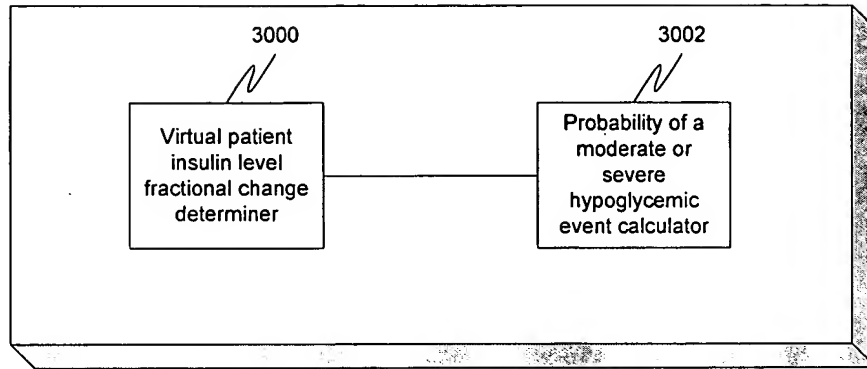 3000
3002
Virtual patient
insulin level
fractional change
determiner
Probability of a
moderate or
severe
hypoglycemic
event calculator